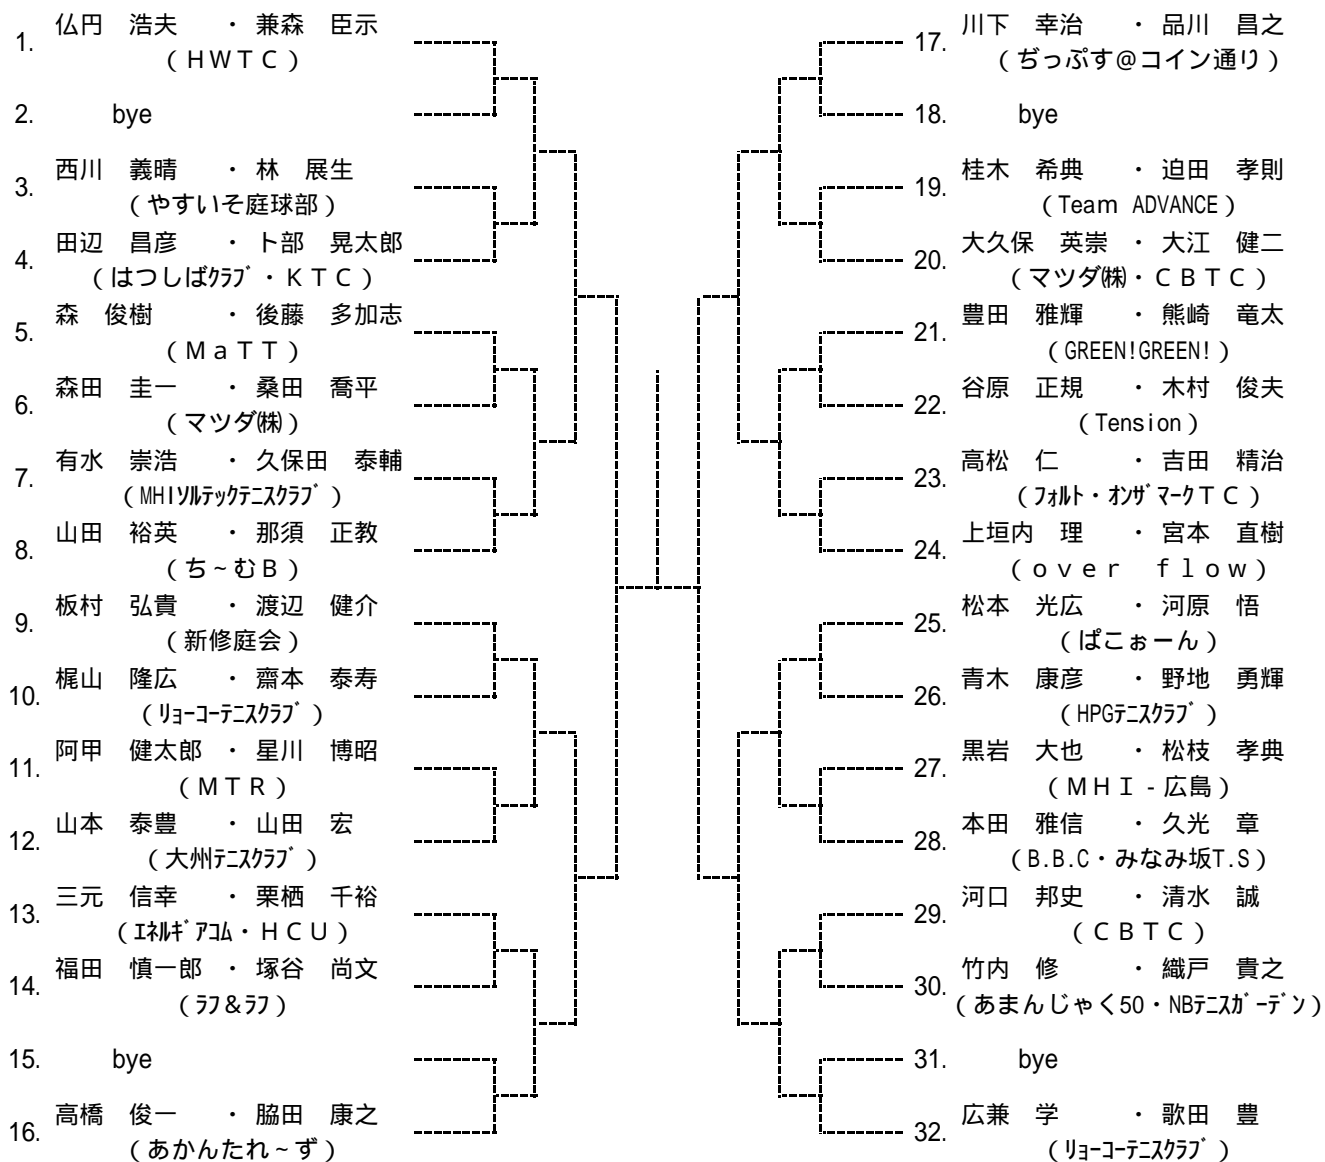 1. 仏円　浩夫　・ 兼森　臣示
(ＨＷＴＣ)
2. bye
3. 西川　義晴　・ 林　展生
(やすいそ庭球部)
4. 田辺　昌彦　・ 卜部　晃太郎
(はつしばｸﾗﾌﾞ・ＫＴＣ)
5. 森　俊樹　・ 後藤　多加志
(ＭａＴＴ)
6. 森田　圭一　・ 桑田　喬平
(マツダ㈱)
7. 有水　崇浩　・ 久保田　泰輔
(MHIｿﾙﾃｯｸﾃﾆｽｸﾗﾌﾞ)
8. 山田　裕英　・ 那須　正教
(ち～むＢ)
9. 板村　弘貴　・ 渡辺　健介
(新修庭会)
10. 梶山　隆広　・ 齋本　泰寿
(ﾘｮｰｺｰﾃﾆｽｸﾗﾌﾞ)
11. 阿甲　健太郎　・ 星川　博昭
(ＭＴＲ)
12. 山本　泰豊　・ 山田　宏
(大州ﾃﾆｽｸﾗﾌﾞ)
13. 三元　信幸　・ 栗栖　千裕
(ｴﾈﾙｷﾞｱｺﾑ・ＨＣＵ)
14. 福田　慎一郎　・ 塚谷　尚文
(ﾗﾌ&ﾗﾌ)
15. bye
16. 高橋　俊一　・ 脇田　康之
(あかんたれ～ず)
17. 川下　幸治　・ 品川　昌之
(ぢっぷす＠コイン通り)
18. bye
19. 桂木　希典　・ 迫田　孝則
(Team ADVANCE)
20. 大久保　英崇　・ 大江　健二
(マツダ㈱・ＣＢＴＣ)
21. 豊田　雅輝　・ 熊崎　竜太
(GREEN!GREEN!)
22. 谷原　正規　・ 木村　俊夫
(Tension)
23. 高松　仁　・ 吉田　精治
(ﾌｫﾙﾄ・ｵﾝｻﾞﾏｰｸＴＣ)
24. 上垣内　理　・ 宮本　直樹
(ｏｖｅｒ　ｆｌｏｗ)
25. 松本　光広　・ 河原　悟
(ぱこぉーん)
26. 青木　康彦　・ 野地　勇輝
(HPGﾃﾆｽｸﾗﾌﾞ)
27. 黒岩　大也　・ 松枝　孝典
(ＭＨＩ-広島)
28. 本田　雅信　・ 久光　章
(B.B.C・みなみ坂T.S)
29. 河口　邦史　・ 清水　誠
(ＣＢＴＣ)
30. 竹内　修　・ 織戸　貴之
(あまんじゃく50・NBﾃﾆｽｶﾞｰﾃﾞﾝ)
31. bye
32. 広兼　学　・ 歌田　豊
(ﾘｮｰｺｰﾃﾆｽｸﾗﾌﾞ)